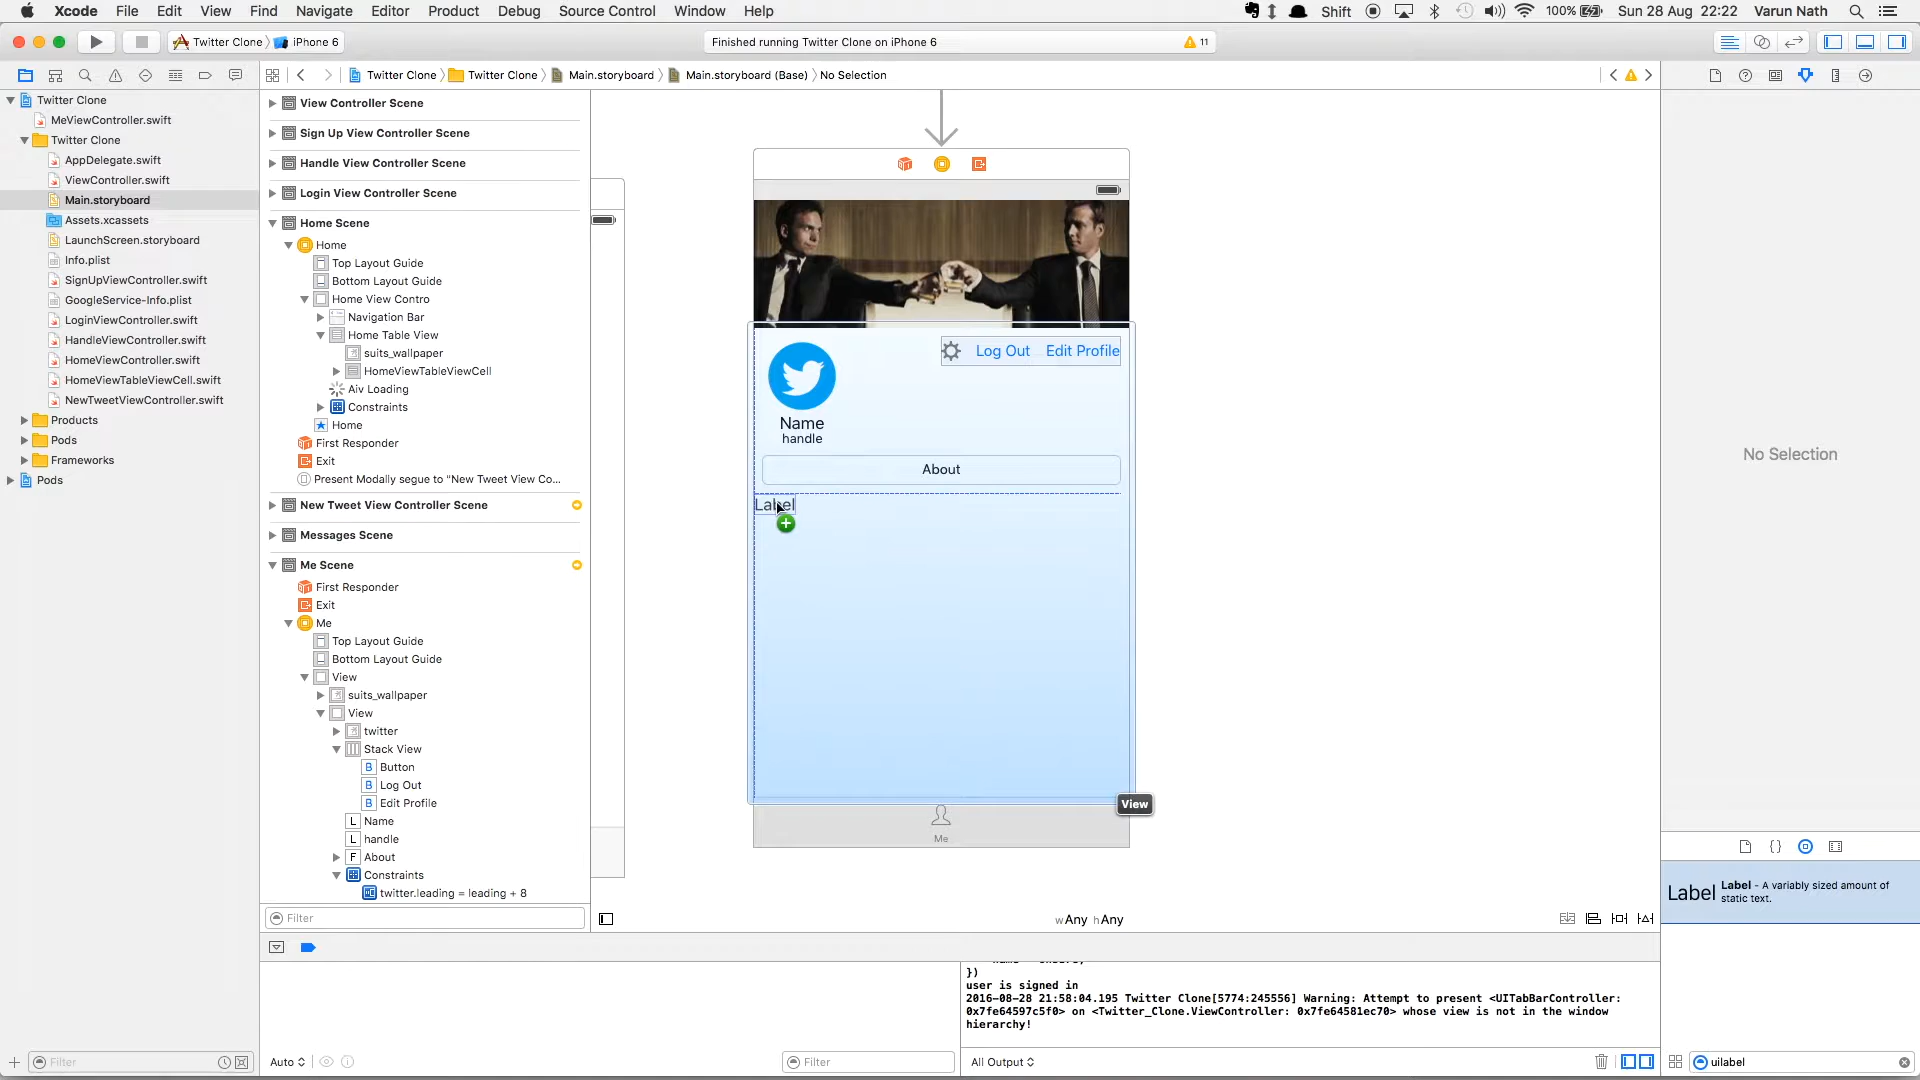 Xcode File Edit View Find Navigate Editor Product Debug Source Control Window Help Shift 100% Sun 28 Aug 22:22 Varun Nath
Twitter Clone iPhone 6 Finished running Twitter Clone on iPhone 6 11
Twitter Clone Twitter Clone Main.storyboard Main.storyboard (Base) No Selection
Twitter Clone
MeViewController.swift
Twitter Clone
AppDelegate.swift
ViewController.swift
Main.storyboard
Assets.xcassets
LaunchScreen.storyboard
Info.plist
SignUpViewController.swift
GoogleService-Info.plist
LoginViewController.swift
HandleViewController.swift
HomeViewController.swift
HomeViewTableViewCell.swift
NewTweetViewController.swift
Products
Pods
Frameworks
Pods
Filter
View Controller Scene
Sign Up View Controller Scene
Handle View Controller Scene
Login View Controller Scene
Home Scene
Home
Top Layout Guide
Bottom Layout Guide
Home View Contro
Navigation Bar
Home Table View
suits_wallpaper
HomeViewTableViewCell
Aiv Loading
Constraints
Home
First Responder
Exit
Present Modally segue to "New Tweet View Co...
New Tweet View Controller Scene
Messages Scene
Me Scene
First Responder
Exit
Me
Top Layout Guide
Bottom Layout Guide
View
suits_wallpaper
View
twitter
Stack View
B Button
B Log Out
B Edit Profile
L Name
L handle
F About
Constraints
twitter.leading = leading + 8
Filter
Log Out Edit Profile
Name
handle
About
Label
View
Me
wAny hAny
No Selection
Label Label - A variably sized amount of
static text.
uilabel
})
user is signed in
2016-08-28 21:58:04.195 Twitter Clone[5774:245556] Warning: Attempt to present <UITabBarController:
0x7fe64597c5f0> on <Twitter_Clone.ViewController: 0x7fe64581ec70> whose view is not in the window
hierarchy!
Auto Filter All Output